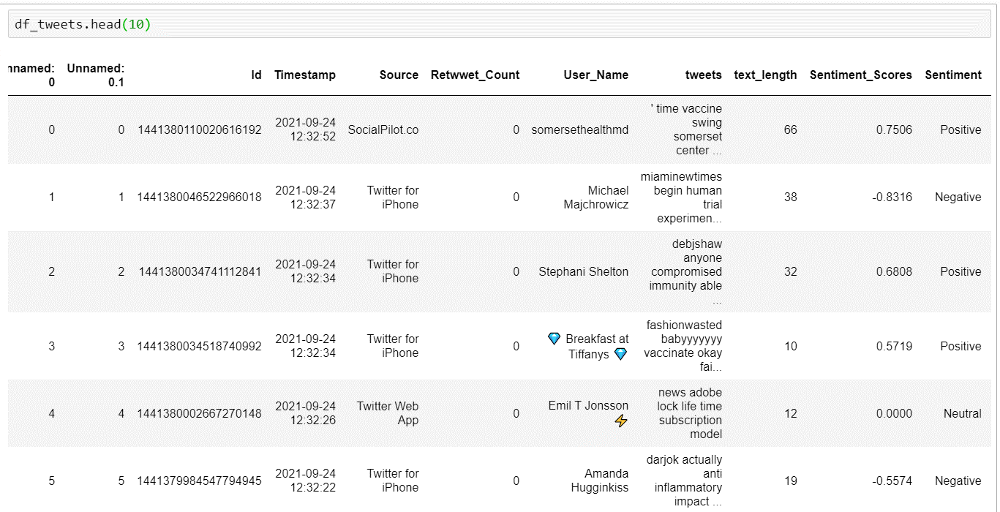 df_tweets.head(10)
nnamed: 0 Unnamed: 0.1 Id Timestamp Source Retwwet_Count User_Name tweets text_length Sentiment_Scores Sentiment
0 0 1441380110020616192 2021-09-24 12:32:52 SocialPilot.co 0 somersethealthmd ' time vaccine swing somerset center ... 66 0.7506 Positive
1 1 1441380046522966018 2021-09-24 12:32:37 Twitter for iPhone 0 Michael Majchrowicz miaminewtimes begin human trial experimen... 38 -0.8316 Negative
2 2 1441380034741112841 2021-09-24 12:32:34 Twitter for iPhone 0 Stephani Shelton debjshaw anyone compromised immunity able ... 32 0.6808 Positive
3 3 1441380034518740992 2021-09-24 12:32:34 Twitter for iPhone 0 💎 Breakfast at Tiffanys 💎 fashionwasted babyyyyyyy vaccinate okay fai... 10 0.5719 Positive
4 4 1441380002667270148 2021-09-24 12:32:26 Twitter Web App 0 Emil T Jonsson ⚡ news adobe lock life time subscription model 12 0.0000 Neutral
5 5 1441379984547794945 2021-09-24 12:32:22 Twitter for iPhone 0 Amanda Hugginkiss darjok actually anti inflammatory impact ... 19 -0.5574 Negative